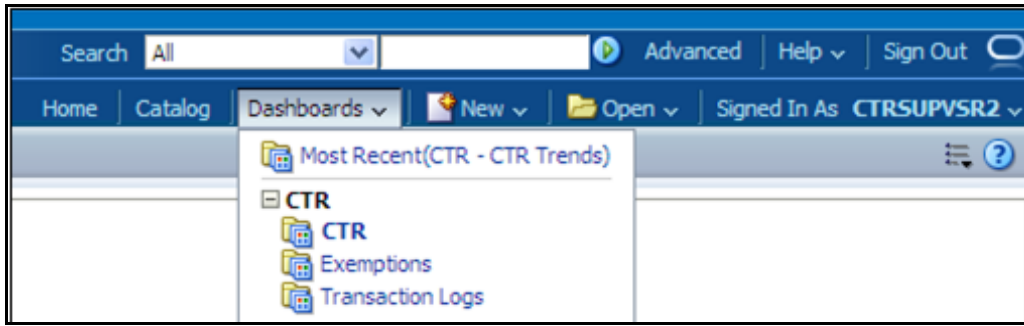 Search All Advanced Help Sign Out
Home Catalog Dashboards New Open Signed In As CTRSUPVSR2
Most Recent(CTR - CTR Trends)
CTR
CTR
Exemptions
Transaction Logs